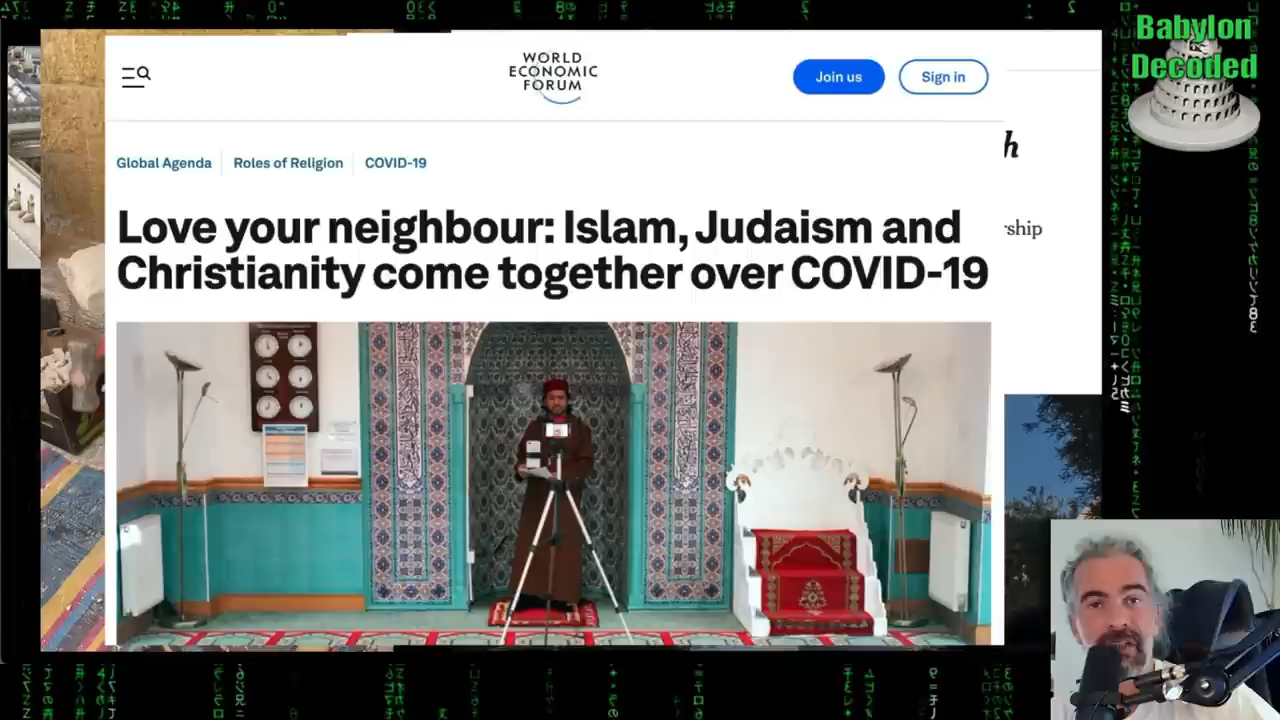 Babylon
Decoded
WORLD
ECONOMIC
FORUM
Join us
Sign in
Global Agenda
Roles of Religion
COVID-19
Love your neighbour: Islam, Judaism and
Christianity come together over COVID-19
h
rship